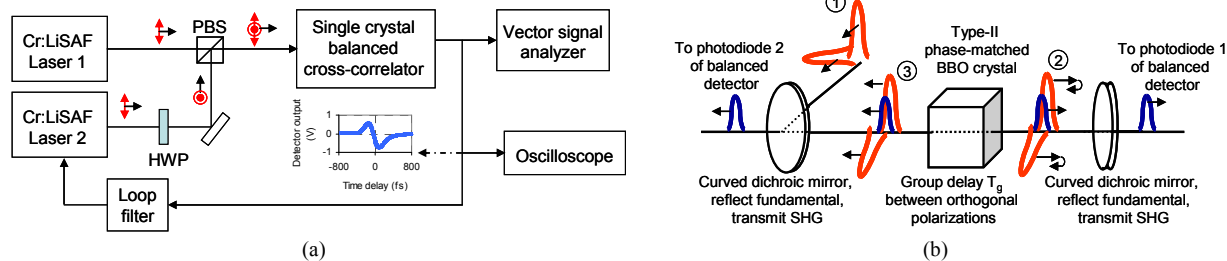 (a)
Cr:LiSAF
Laser 1
PBS
Single crystal
balanced
cross-correlator
Vector signal
analyzer
Cr:LiSAF
Laser 2
HWP
Detector output
(V)
1
0
-1
-800
0
800
Time delay (fs)
Oscilloscope
Loop
filter
(a)
(b)
1
To photodiode 2
of balanced
detector
3
Type-II
phase-matched
BBO crystal
2
To photodiode 1
of balanced
detector
Curved dichroic mirror,
reflect fundamental,
transmit SHG
Group delay Tg
between orthogonal
polarizations
Curved dichroic mirror,
reflect fundamental,
transmit SHG
(b)